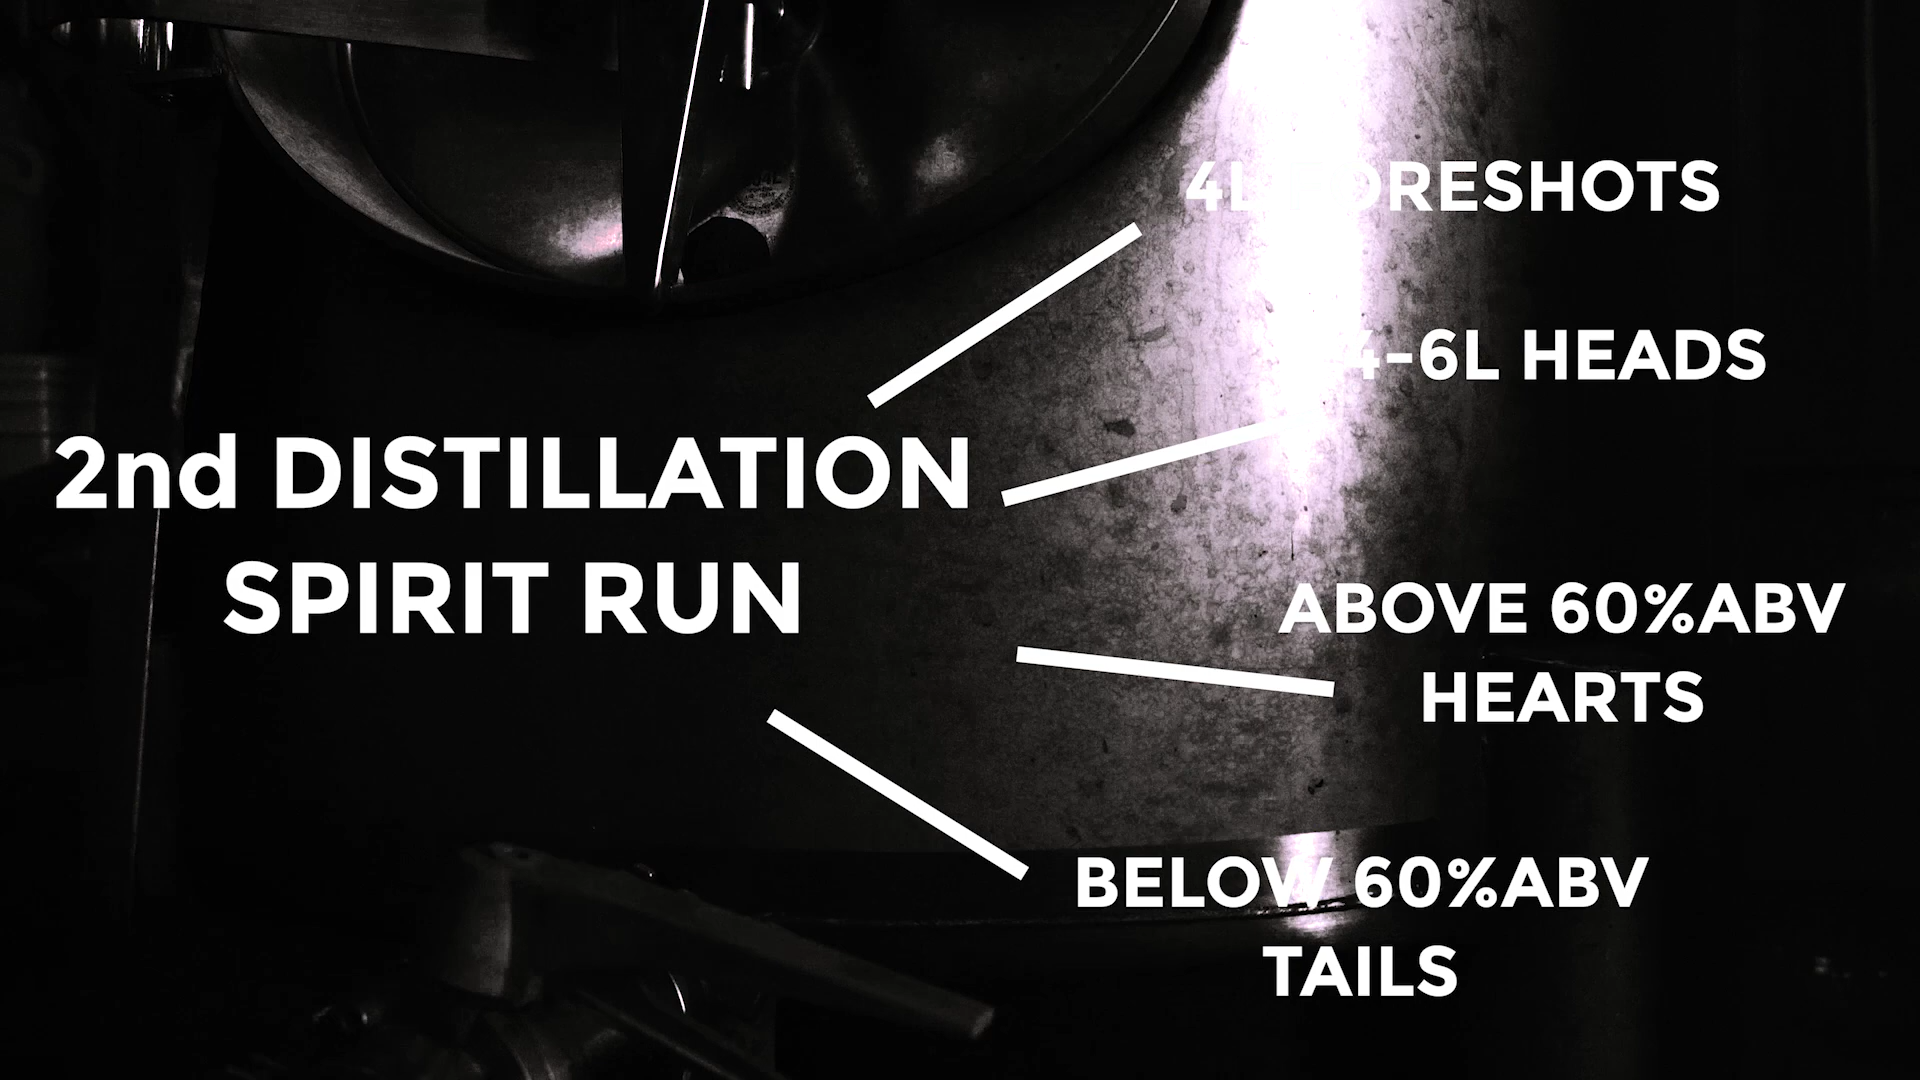 4L FORESHOTS
4-6L HEADS
2nd DISTILLATION
SPIRIT RUN
ABOVE 60%ABV
HEARTS
BELOW 60%ABV
TAILS